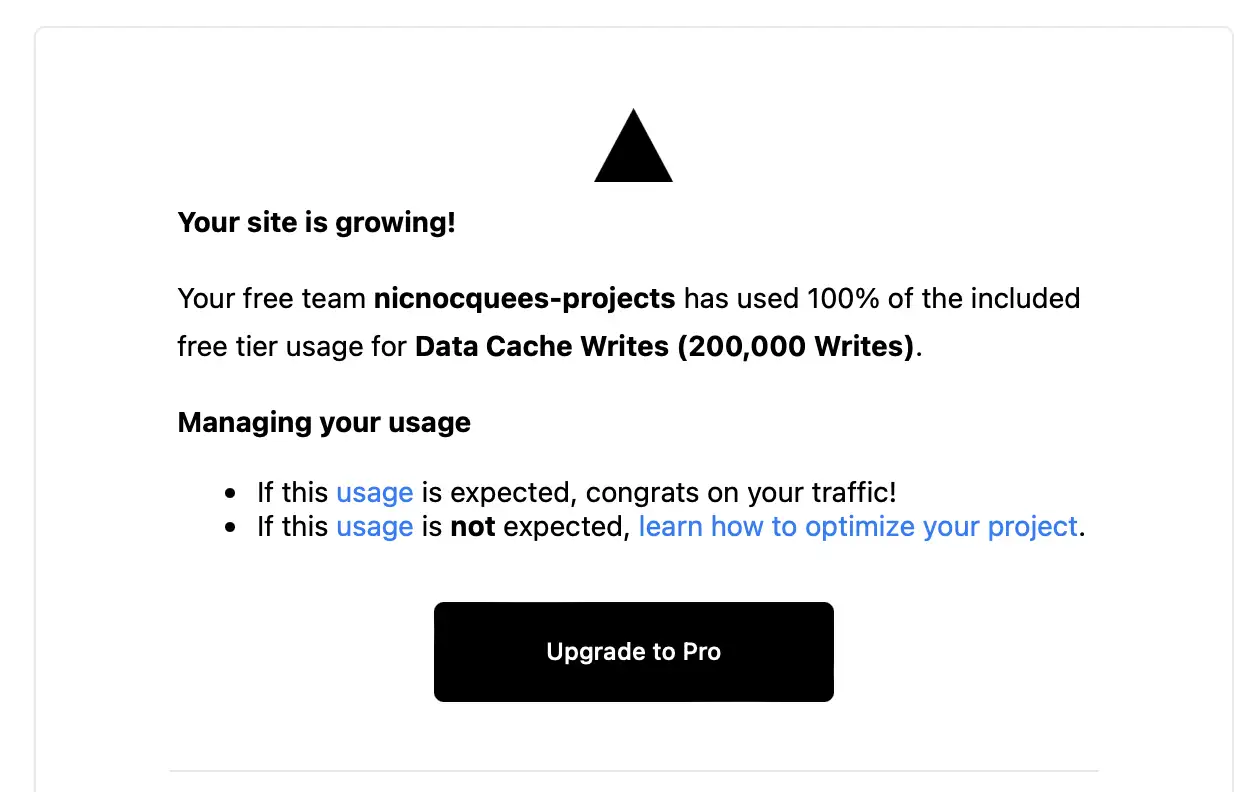 Your site is growing!
Your free team nicnocquees-projects has used 100% of the included
free tier usage for Data Cache Writes (200,000 Writes).
Managing your usage
• If this usage is expected, congrats on your traffic!
• If this usage is not expected, learn how to optimize your project.
Upgrade to Pro